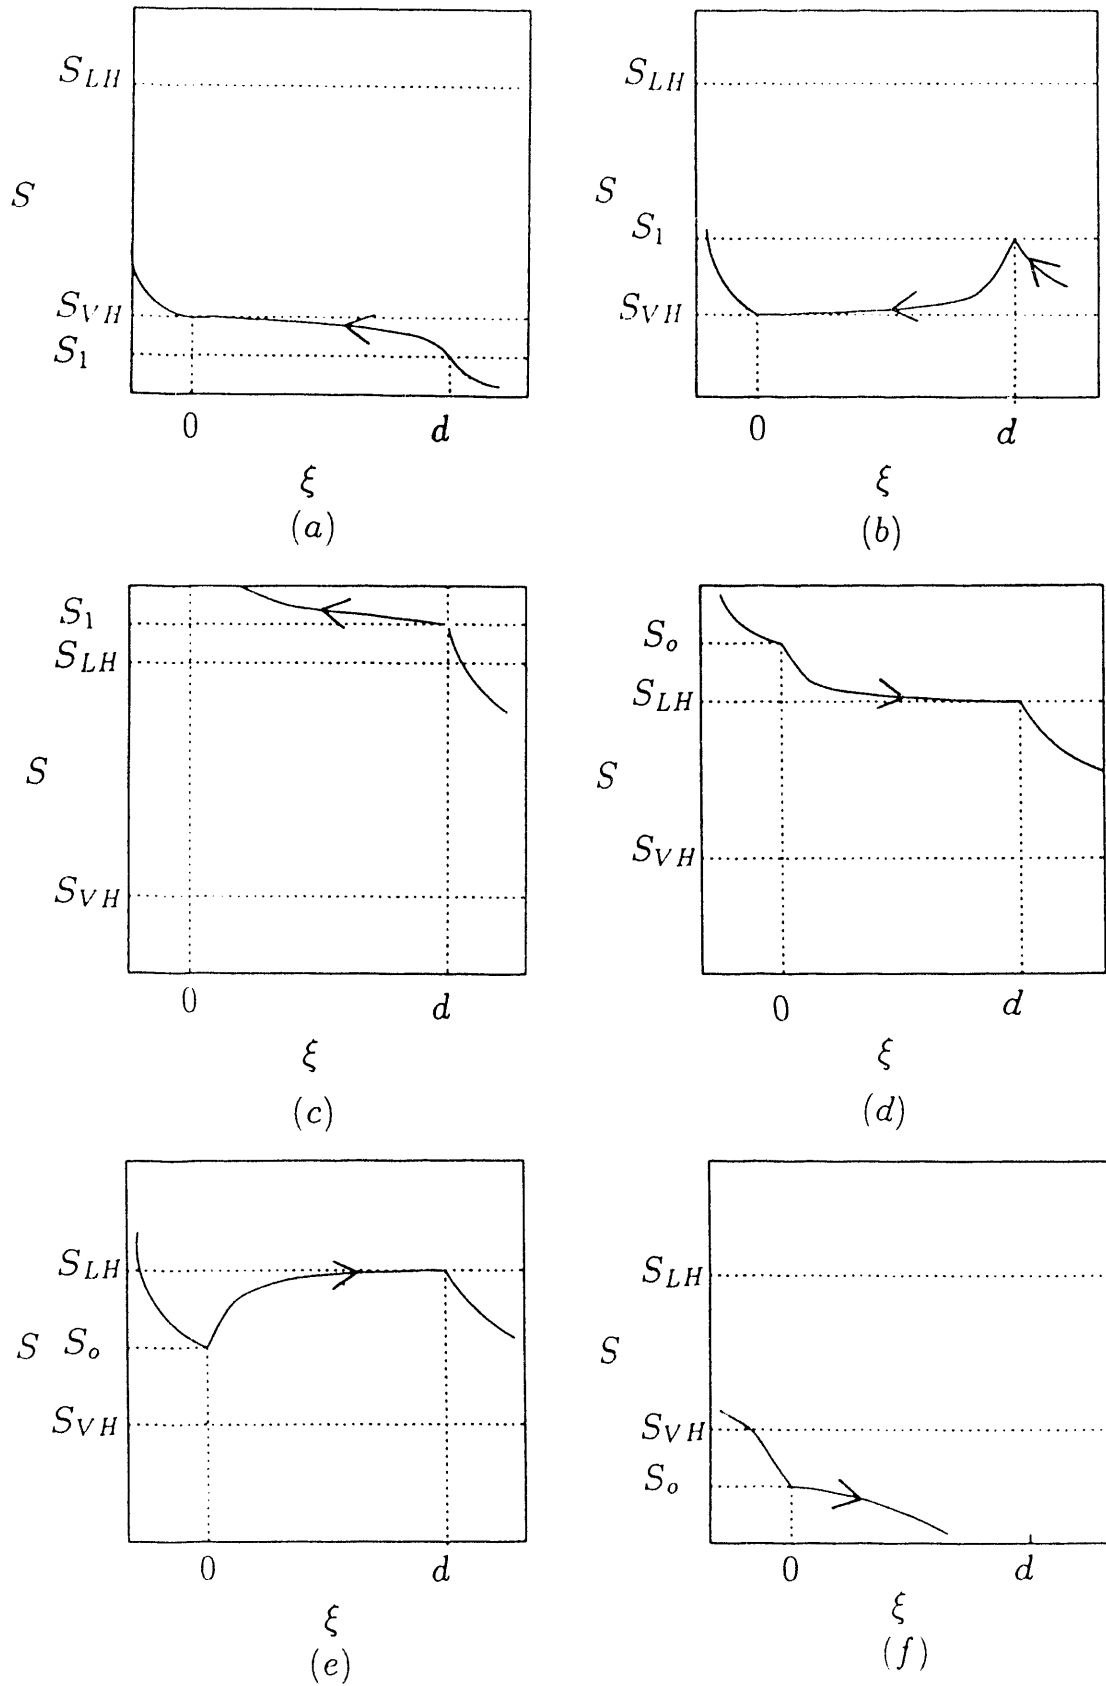 S_{LH}
S
S_{VH}
S_1
0 d
ξ
(a)
S_{LH}
S
S_1
S_{VH}
0 d
ξ
(b)
S_1
S_{LH}
S
S_{VH}
0 d
ξ
(c)
S_o
S_{LH}
S
S_{VH}
0 d
ξ
(d)
S_{LH}
S S_o
S_{VH}
0 d
ξ
(e)
S_{LH}
S
S_{VH}
S_o
0 d
ξ
(f)